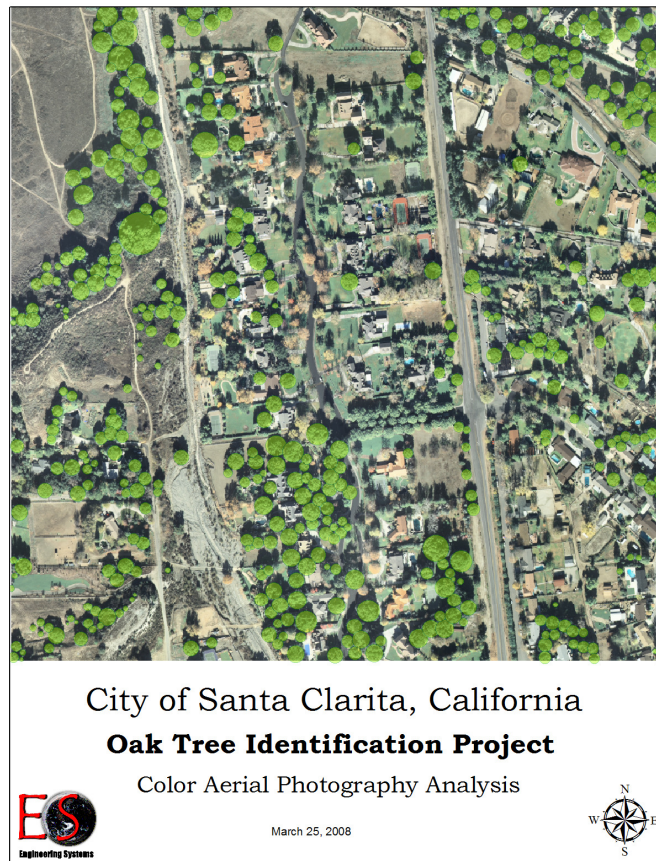 City of Santa Clarita, California
Oak Tree Identification Project
Color Aerial Photography Analysis
ES
Engineering Systems
March 25, 2008
N
W E
S